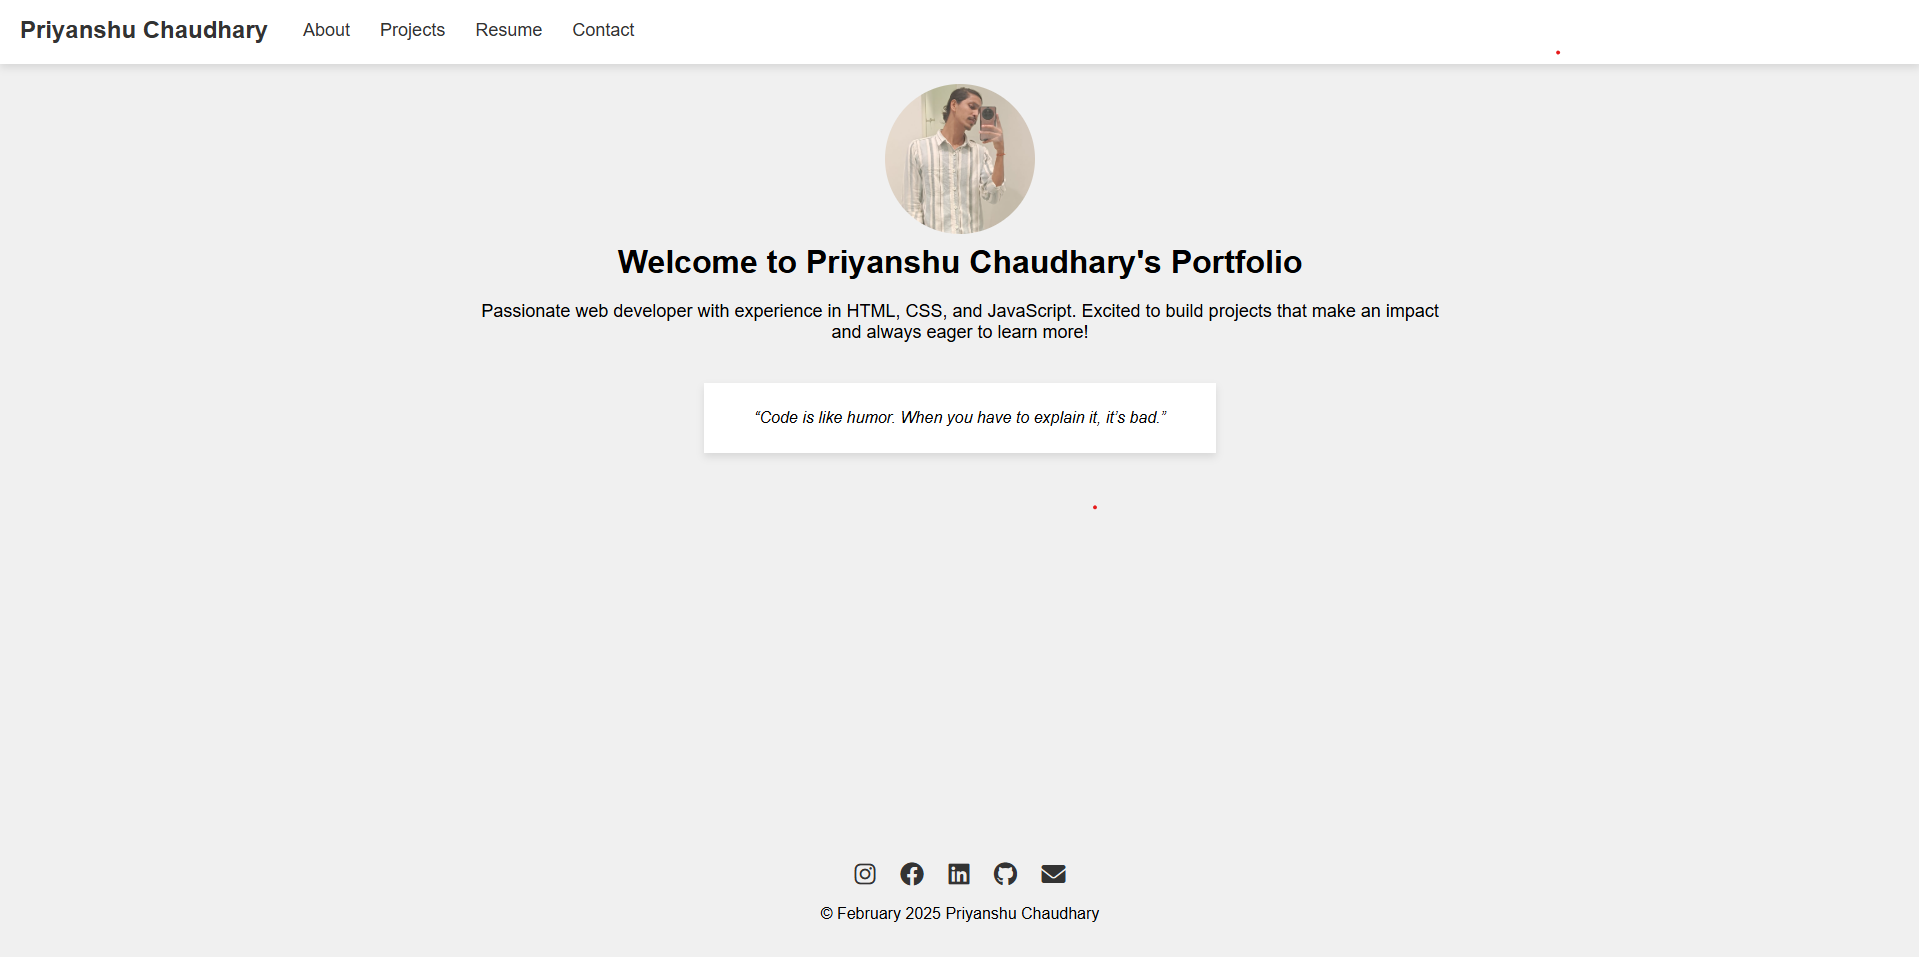 Priyanshu Chaudhary About Projects Resume Contact
Welcome to Priyanshu Chaudhary's Portfolio
Passionate web developer with experience in HTML, CSS, and JavaScript. Excited to build projects that make an impact
and always eager to learn more!
“Code is like humor. When you have to explain it, it’s bad.”
in
© February 2025 Priyanshu Chaudhary